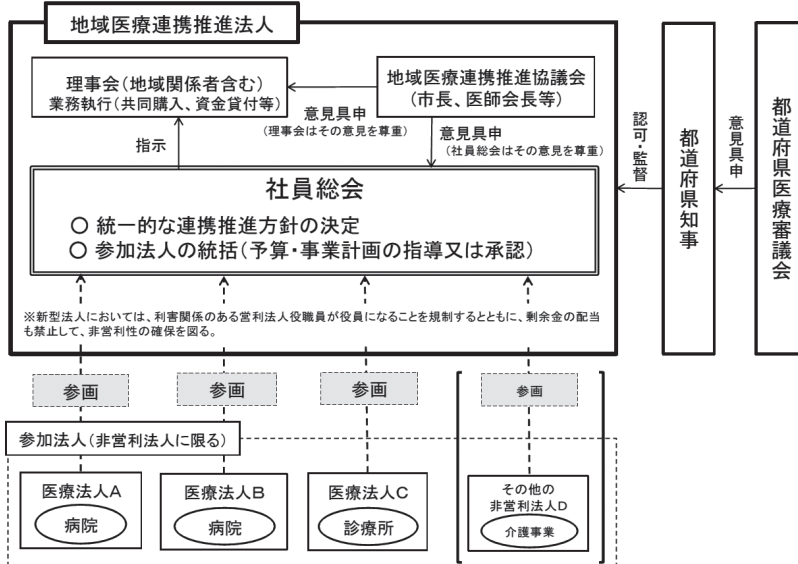 地域医療連携推進法人
理事会(地域関係者含む)
業務執行(共同購入、資金貸付等)
地域医療連携推進協議会
(市長、医師会長等)
意見具申
(理事会はその意見を尊重)
指示
意見具申
(社員総会はその意見を尊重)
社員総会
○ 統一的な連携推進方針の決定
○ 参加法人の統括(予算・事業計画の指導又は承認)
※新型法人においては、利害関係のある営利法人役職員が役員になることを規制するとともに、剰余金の配当
も禁止して、非営利性の確保を図る。
認可・監督
都道府県知事
意見具申
都道府県医療審議会
参画
参画
参画
参画
参加法人(非営利法人に限る)
医療法人A
病院
医療法人B
病院
医療法人C
診療所
その他の
非営利法人D
介護事業